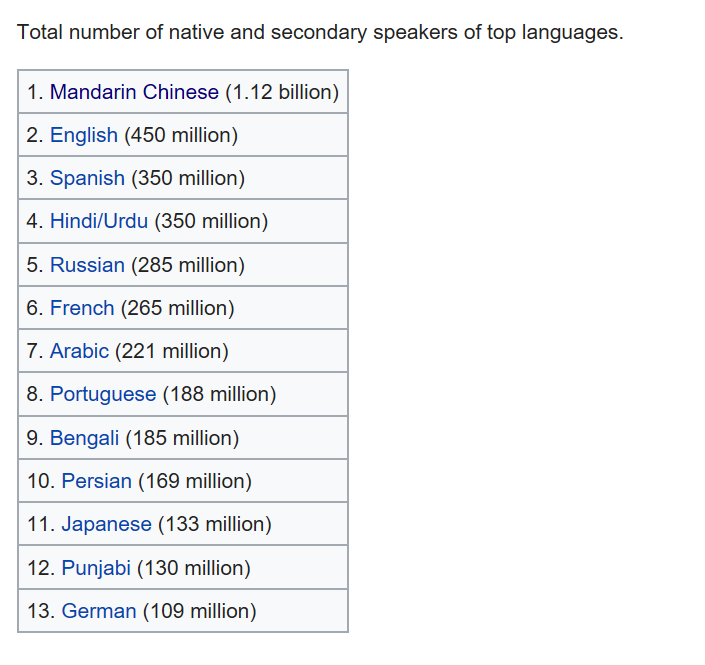 Total number of native and secondary speakers of top languages.
1. Mandarin Chinese (1.12 billion)
2. English (450 million)
3. Spanish (350 million)
4. Hindi/Urdu (350 million)
5. Russian (285 million)
6. French (265 million)
7. Arabic (221 million)
8. Portuguese (188 million)
9. Bengali (185 million)
10. Persian (169 million)
11. Japanese (133 million)
12. Punjabi (130 million)
13. German (109 million)